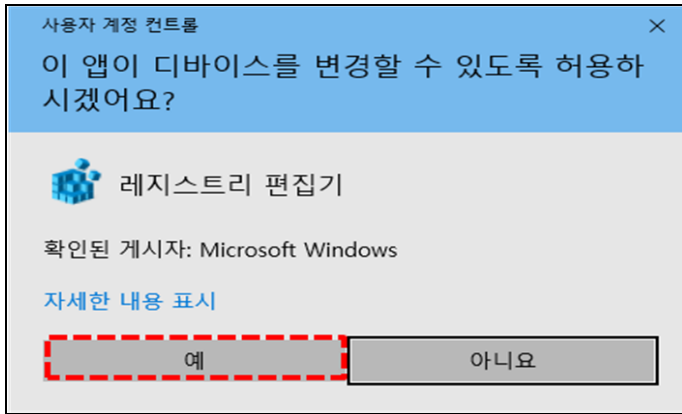 사용자 계정 컨트롤
이 앱이 디바이스를 변경할 수 있도록 허용하
시겠어요?
레지스트리 편집기
확인된 게시자: Microsoft Windows
자세한 내용 표시
예
아니요